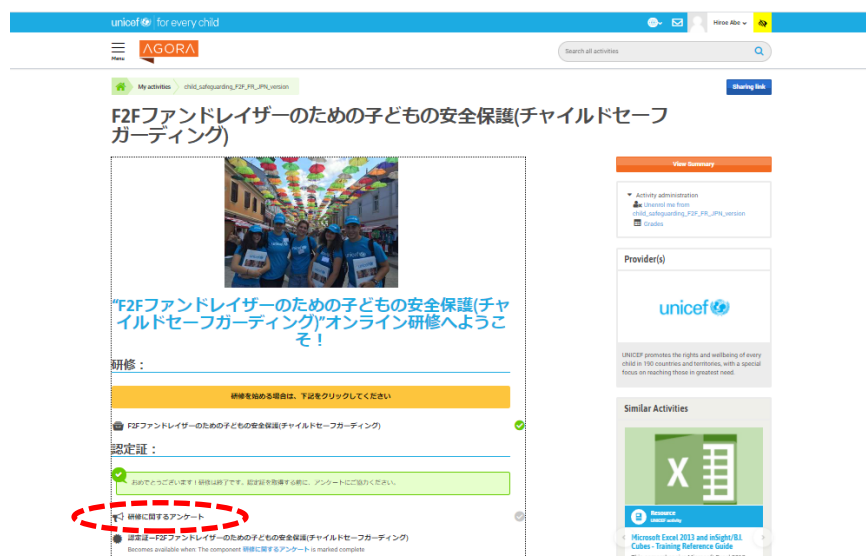 unicef for every child
Hiroe Abe
Menu
AGORA
Search all activities
My activities
child_safeguarding_F2F_FR_JPN_version
Sharing link
F2Fファンドレイザーのための子どもの安全保護(チャイルドセーフ
ガーディング)
unicef
"F2Fファンドレイザーのための子どもの安全保護(チャ
イルドセーフガーディング)"オンライン研修へようこ
そ！
研修：
研修を始める場合は、下記をクリックしてください
F2Fファンドレイザーのための子どもの安全保護(チャイルドセーフガーディング)
認定証：
おめでとうございます！研修は終了です。認定証を取得する前に、アンケートにご協力ください。
研修に関するアンケート
認定証ーF2Fファンドレイザーのための子どもの安全保護(チャイルドセーフガーディング)
Becomes available when: The component 研修に関するアンケート is marked complete
View Summary
Activity administration
Unenrol me from
child_safeguarding_F2F_FR_JPN_version
Grades
Provider(s)
unicef
UNICEF promotes the rights and wellbeing of every
child in 190 countries and territories, with a special
focus on reaching those in greatest need.
Similar Activities
X
Resource
UNICEF activity
Microsoft Excel 2013 and inSight/B.I.
Cubes - Training Reference Guide